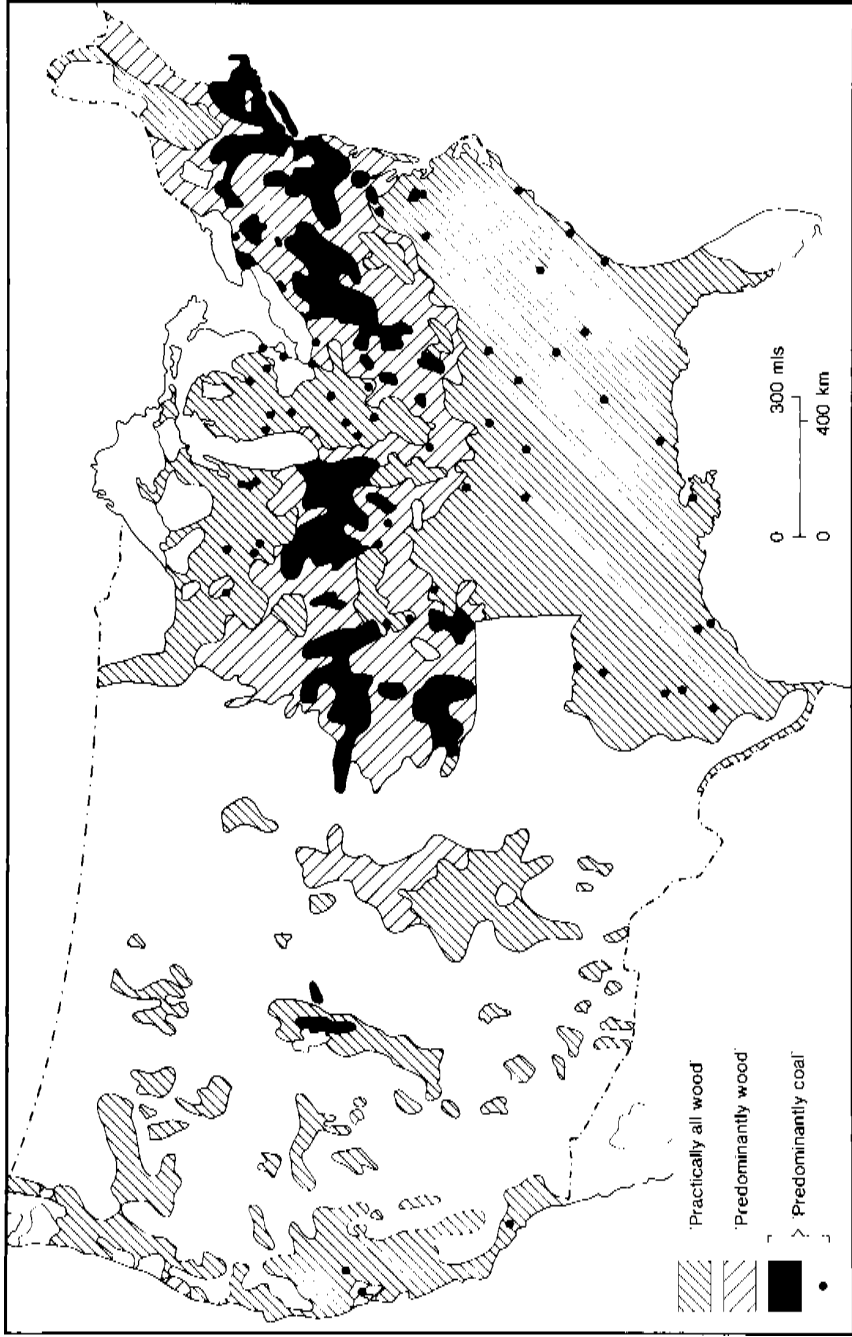 'Practically all wood'
'Predominantly wood'
'Predominantly coal'
0 300 mls
0 400 km